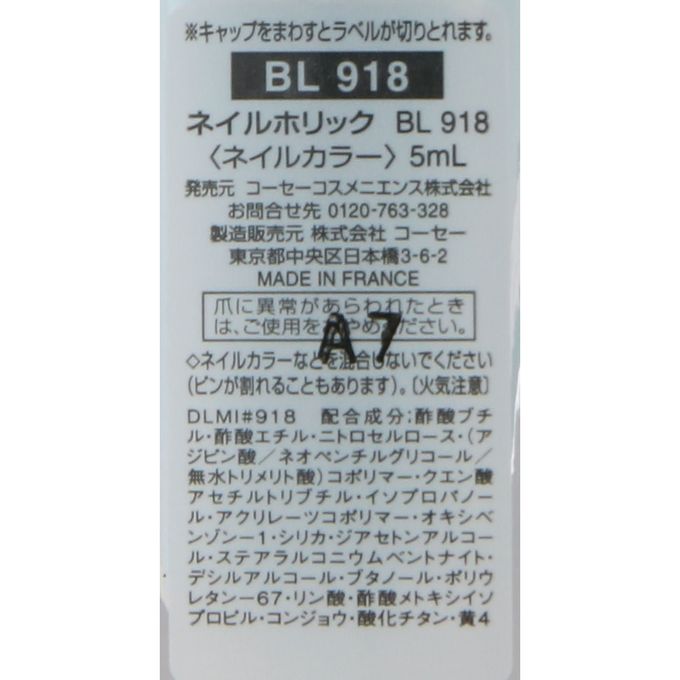 ※キャップをまわすとラベルが切りとれます。
BL 918
ネイルホリック BL 918
〈ネイルカラー〉5mL
発売元 コーセーコスメニエンス株式会社
お問合せ先 0120-763-328
製造販売元 株式会社 コーセー
東京都中央区日本橋3-6-2
MADE IN FRANCE
爪に異常があらわれたとき
は、ご使用をおやめください。
A7
◇ネイルカラーなどを混合しないでください
(ビンが割れることもあります)。〔火気注意〕
DLMI#918 配合成分:酢酸ブチ
ル・酢酸エチル・ニトロセルロース・(ア
ジピン酸/ネオペンチルグリコール/
無水トリメリト酸)コポリマー・クエン酸
アセチルトリブチル・イソプロパノー
ル・アクリレーツコポリマー・オキシベ
ンゾン-1・シリカ・ジアセトンアルコー
ル・ステアラルコニウムベントナイト・
デシルアルコール・ブタノール・ポリウ
レタン-67・リン酸・酢酸メトキシイソ
プロピル・コンジョウ・酸化チタン・黄4